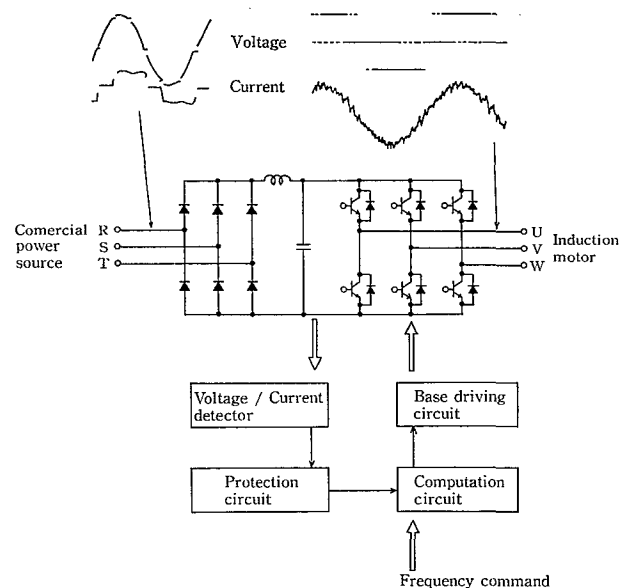 Voltage
Current
Comercial
power
source
R
S
T
U
V
W
Induction
motor
Voltage / Current
detector
Base driving
circuit
Protection
circuit
Computation
circuit
Frequency command